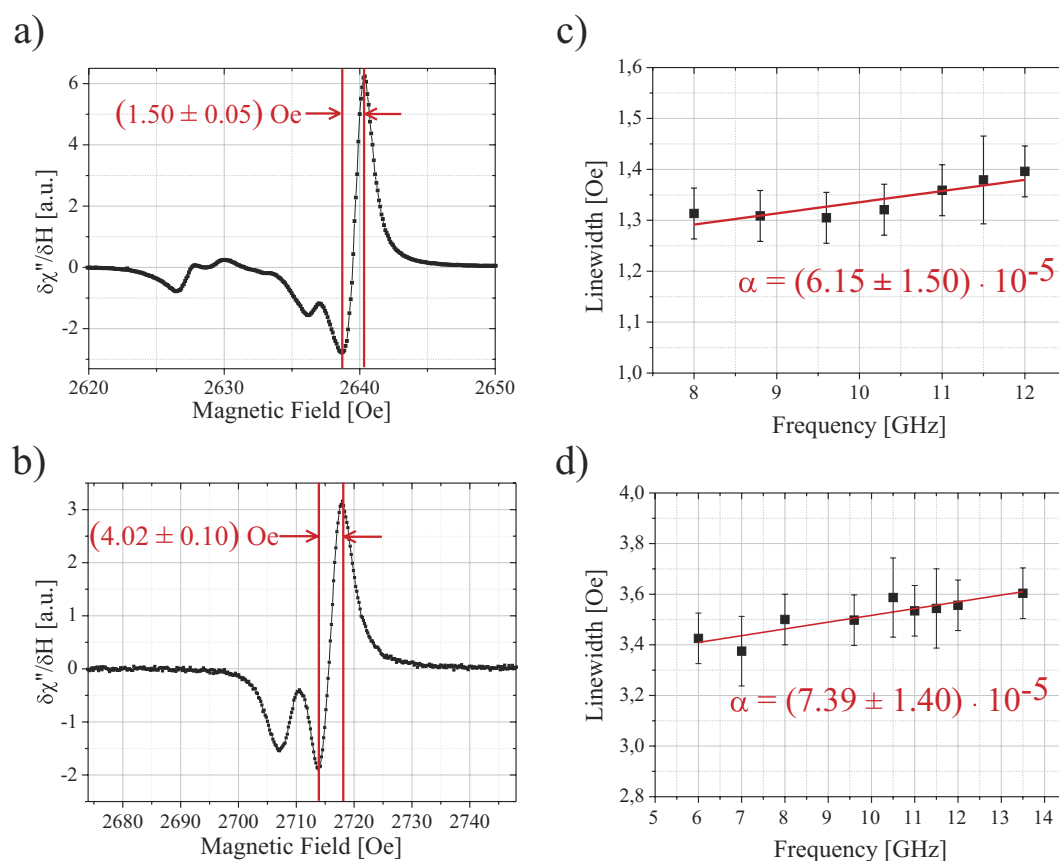 a)
δχ''/δH [a.u.]
6
4
2
0
-2
(1.50 ± 0.05) Oe
2620 2630 2640 2650
Magnetic Field [Oe]
c)
Linewidth [Oe]
1,6
1,5
1,4
1,3
1,2
1,1
1,0
α = (6.15 ± 1.50) · 10⁻⁵
8 9 10 11 12
Frequency [GHz]
b)
δχ''/δH [a.u.]
3
2
1
0
-1
-2
(4.02 ± 0.10) Oe
2680 2690 2700 2710 2720 2730 2740
Magnetic Field [Oe]
d)
Linewidth [Oe]
4,0
3,8
3,6
3,4
3,2
3,0
2,8
α = (7.39 ± 1.40) · 10⁻⁵
5 6 7 8 9 10 11 12 13 14
Frequency [GHz]